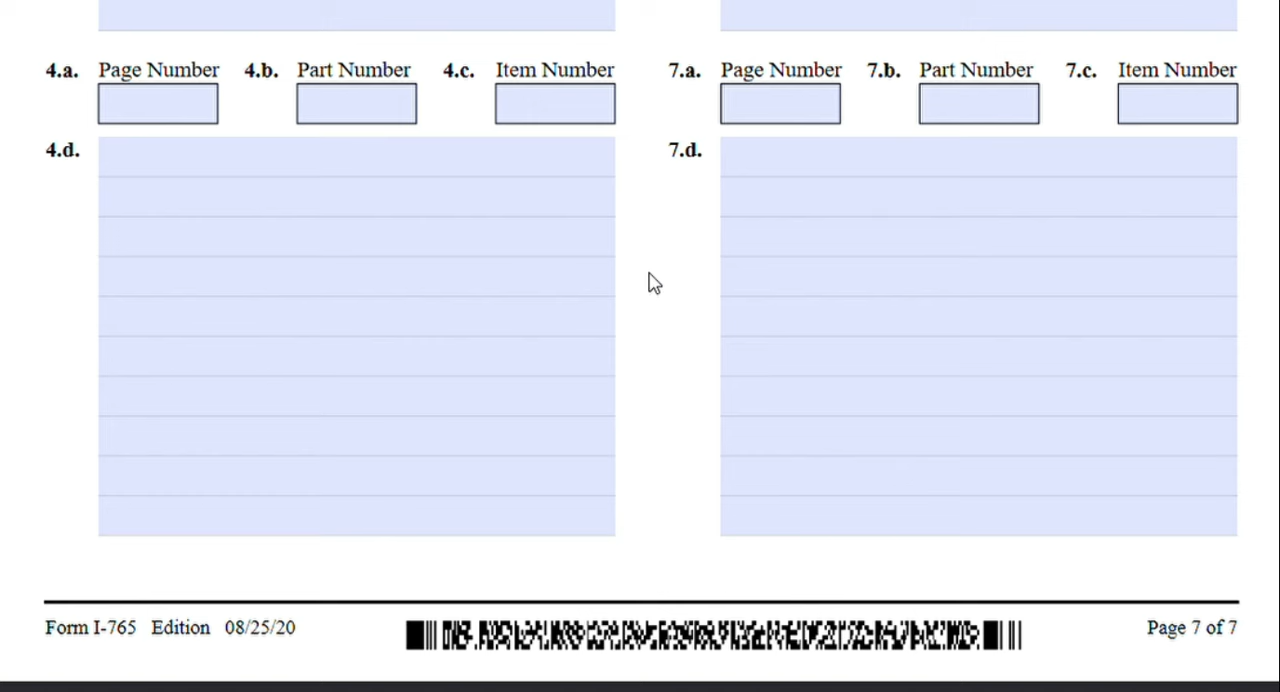 4.a. Page Number 4.b. Part Number 4.c. Item Number
4.d.
7.a. Page Number 7.b. Part Number 7.c. Item Number
7.d.
Form I-765 Edition 08/25/20
Page 7 of 7